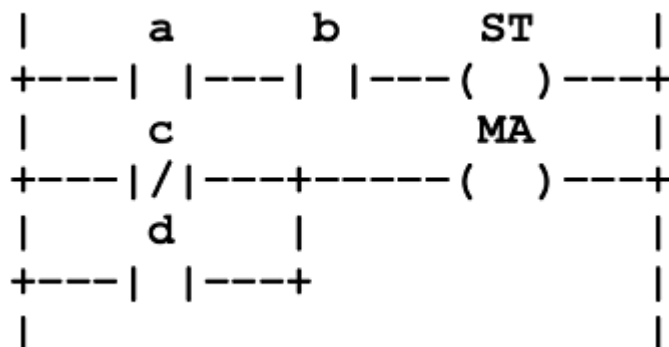 |      a       b       ST       |
+---| |---| |---(  )---+
|      c                MA       |
+---|/|---+-----(  )---+
|      d       |                |
+---| |---+                |
|                               |